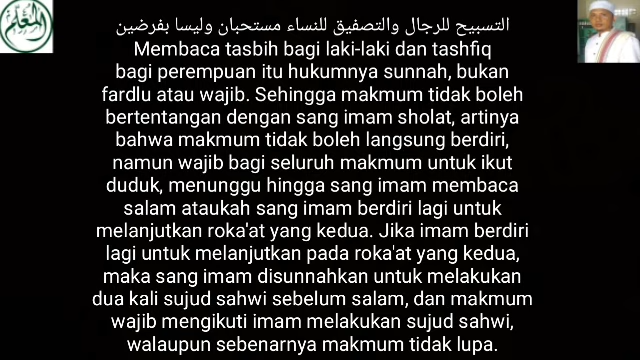 التسبيح للرجال والتصفيق للنساء مستحبان وليسا بفرضين
Membaca tasbih bagi laki-laki dan tashfiq
bagi perempuan itu hukumnya sunnah, bukan
fardlu atau wajib. Sehingga makmum tidak boleh
bertentangan dengan sang imam sholat, artinya
bahwa makmum tidak boleh langsung berdiri,
namun wajib bagi seluruh makmum untuk ikut
duduk, menunggu hingga sang imam membaca
salam ataukah sang imam berdiri lagi untuk
melanjutkan roka'at yang kedua. Jika imam berdiri
lagi untuk melanjutkan pada roka'at yang kedua,
maka sang imam disunnahkan untuk melakukan
dua kali sujud sahwi sebelum salam, dan makmum
wajib mengikuti imam melakukan sujud sahwi,
walaupun sebenarnya makmum tidak lupa.